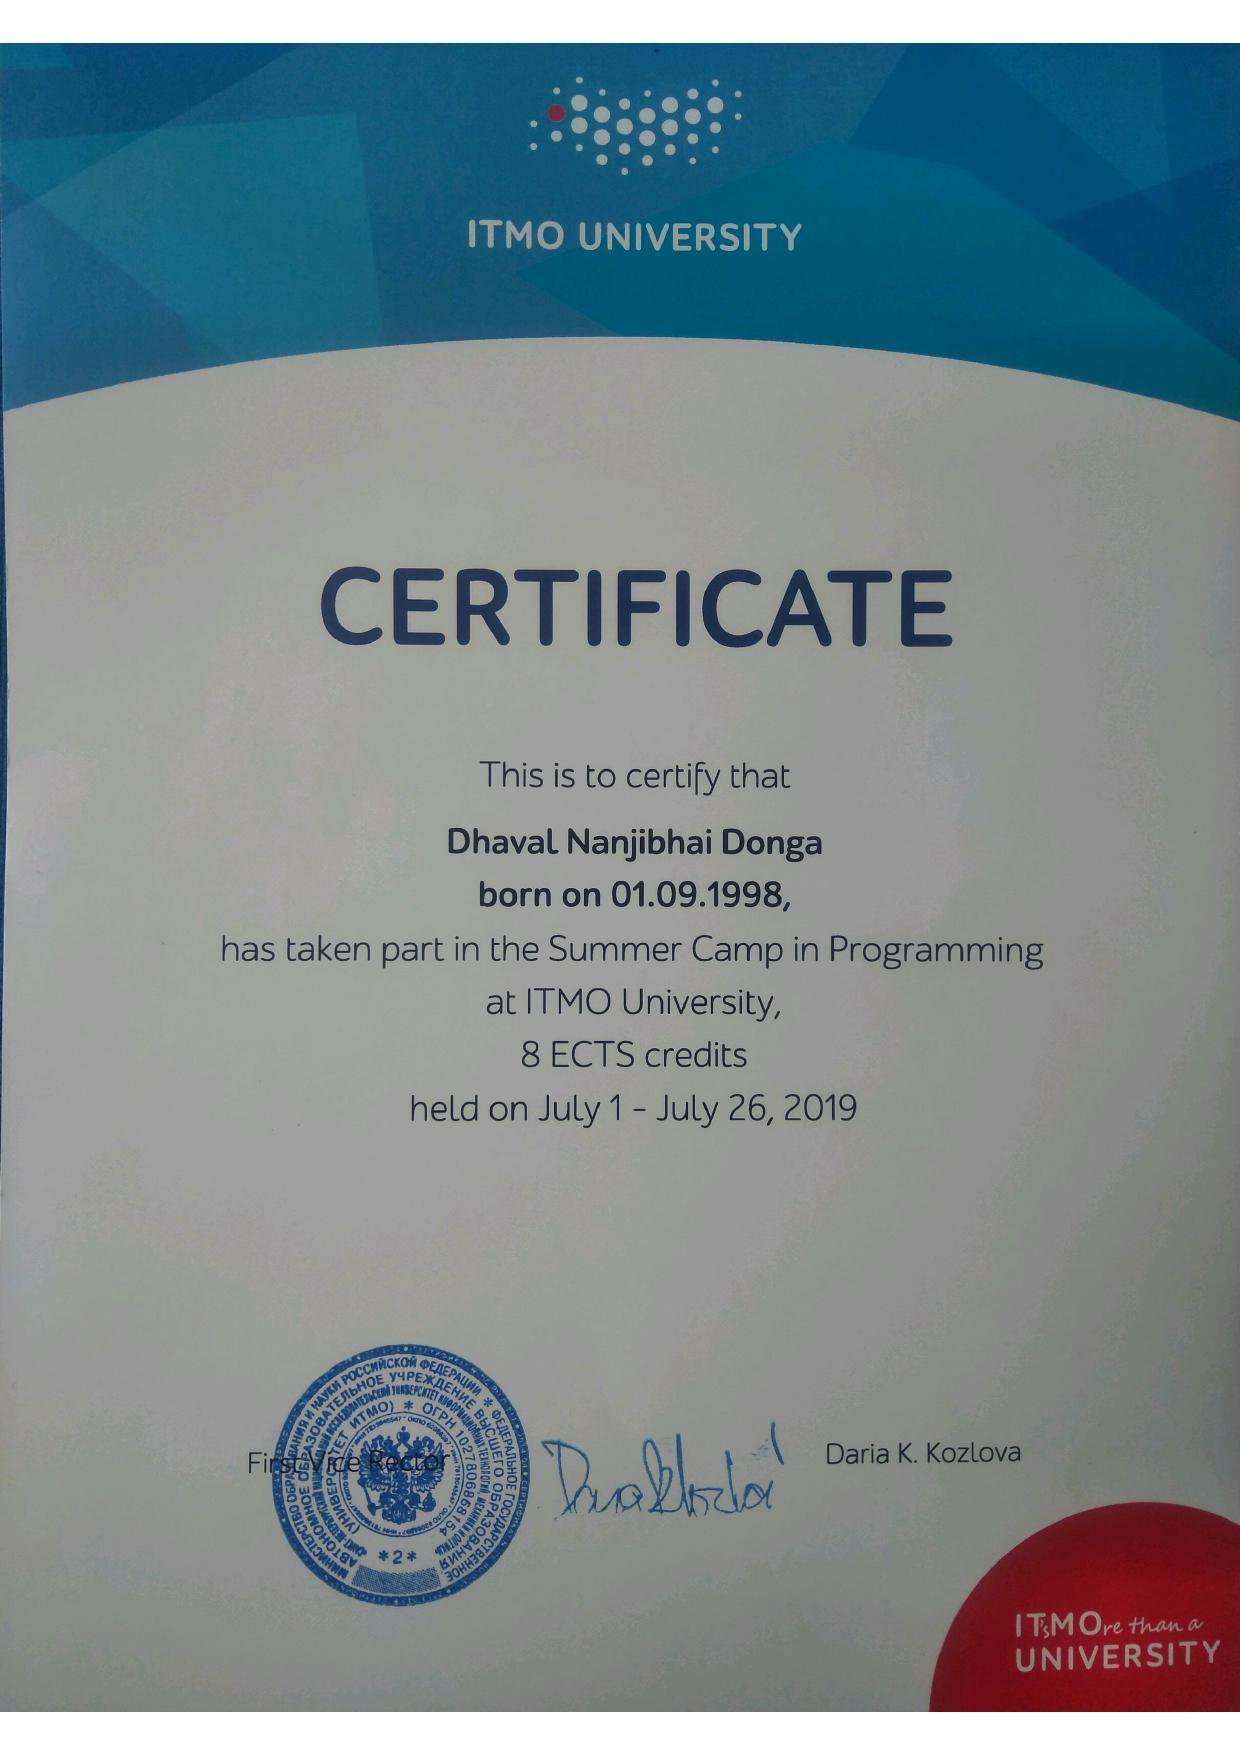 ITMO UNIVERSITY
CERTIFICATE
This is to certify that
Dhaval Nanjibhai Donga
born on 01.09.1998,
has taken part in the Summer Camp in Programming
at ITMO University,
8 ECTS credits
held on July 1 - July 26, 2019
First Vice Rector
Daria K. Kozlova
МИНИСТЕРСТВО ОБРАЗОВАНИЯ И НАУКИ РОССИЙСКОЙ ФЕДЕРАЦИИ * ФЕДЕРАЛЬНОЕ ГОСУДАРСТВЕННОЕ
АВТОНОМНОЕ ОБРАЗОВАТЕЛЬНОЕ УЧРЕЖДЕНИЕ ВЫСШЕГО ОБРАЗОВАНИЯ
(УНИВЕРСИТЕТ ИТМО) * ОГРН 1027806868154
*2*
IT'sMOre than a
UNIVERSITY